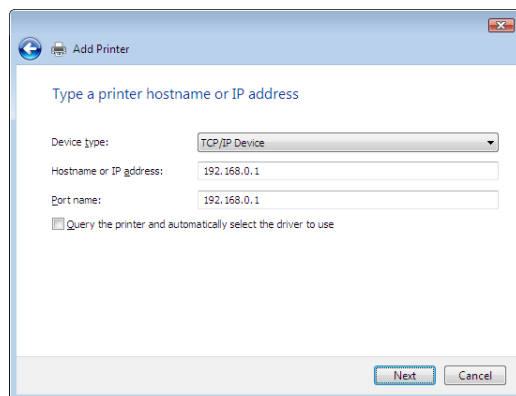 Add Printer
Type a printer hostname or IP address
Device type: TCP/IP Device
Hostname or IP address: 192.168.0.1
Port name: 192.168.0.1
Query the printer and automatically select the driver to use
Next Cancel